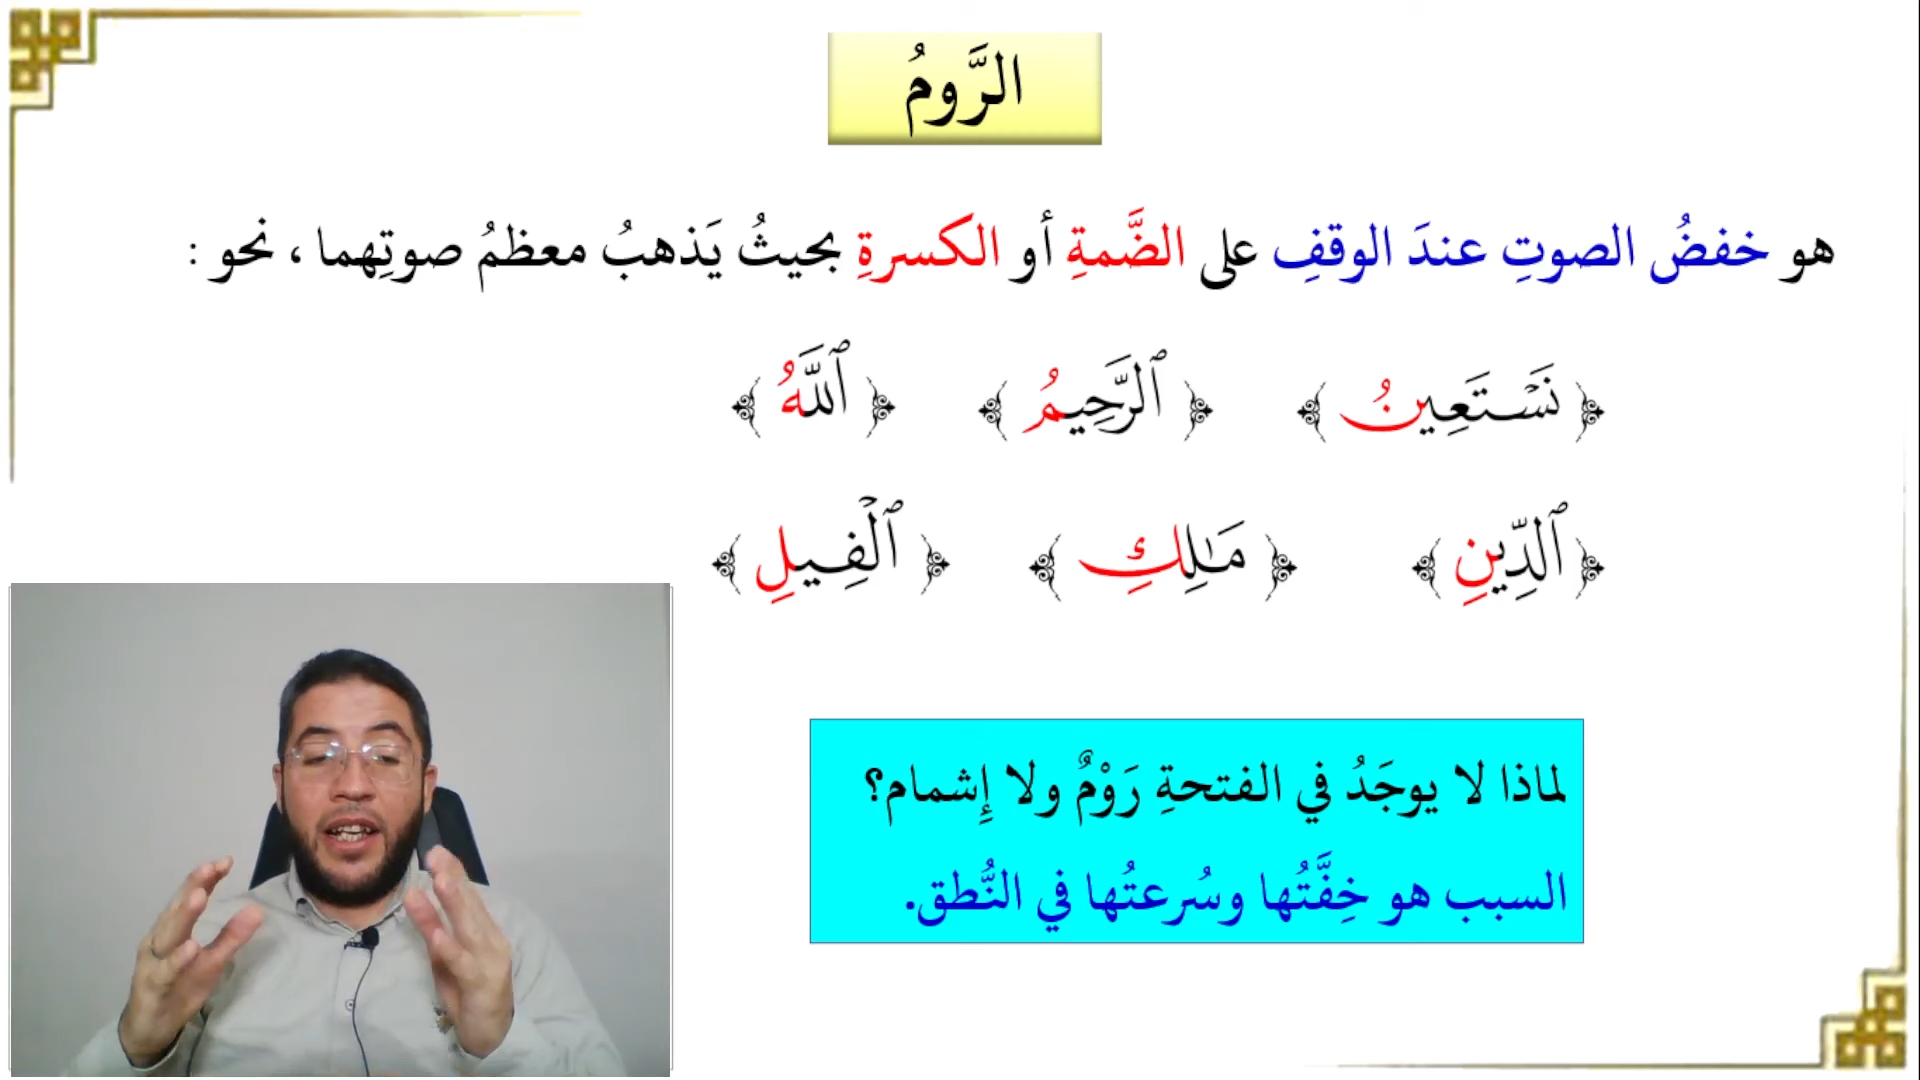 الرَّومُ
هو خفضُ الصوتِ عندَ الوقفِ على الضَّمةِ أو الكسرةِ بحيثُ يَذهبُ معظمُ صوتِهما ، نحو :
﴿ نَسْتَعِينُ ﴾ ﴿ ٱلرَّحِيمُ ﴾ ﴿ ٱللَّهُ ﴾
﴿ ٱلدِّينِ ﴾ ﴿ مَٰلِكِ ﴾ ﴿ ٱلْفِيلِ ﴾
لماذا لا يوجَدُ في الفتحةِ رَوْمٌ ولا إِشمام؟
السبب هو خِفَّتُها وسُرعتُها في النُّطق.